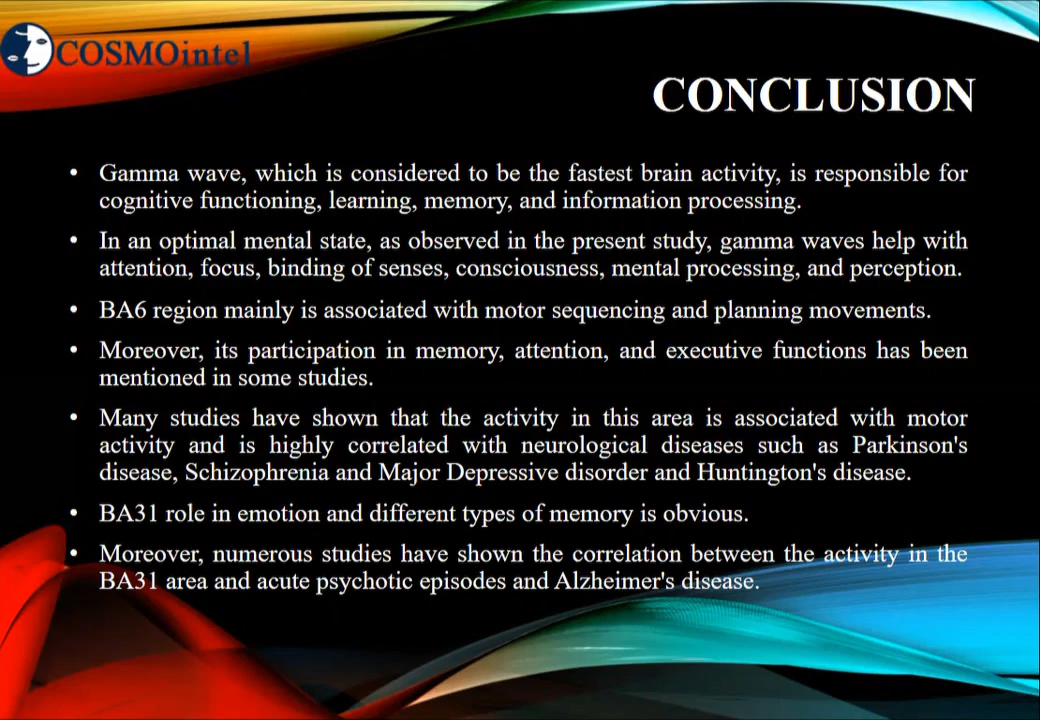 COSMOintel
CONCLUSION
• Gamma wave, which is considered to be the fastest brain activity, is responsible for
cognitive functioning, learning, memory, and information processing.
• In an optimal mental state, as observed in the present study, gamma waves help with
attention, focus, binding of senses, consciousness, mental processing, and perception.
• BA6 region mainly is associated with motor sequencing and planning movements.
• Moreover, its participation in memory, attention, and executive functions has been
mentioned in some studies.
• Many studies have shown that the activity in this area is associated with motor
activity and is highly correlated with neurological diseases such as Parkinson's
disease, Schizophrenia and Major Depressive disorder and Huntington's disease.
• BA31 role in emotion and different types of memory is obvious.
• Moreover, numerous studies have shown the correlation between the activity in the
BA31 area and acute psychotic episodes and Alzheimer's disease.